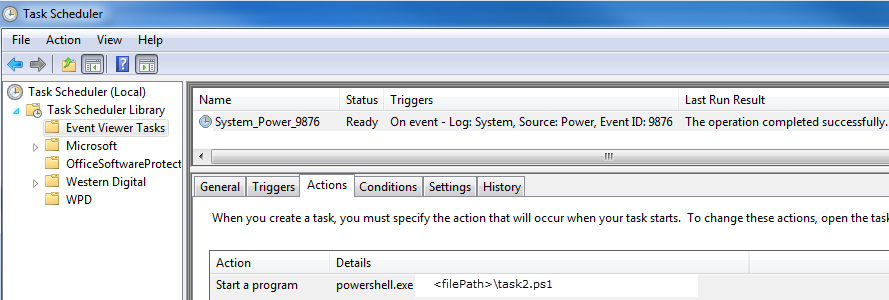 Task Scheduler
File Action View Help
Task Scheduler (Local)
Task Scheduler Library
Event Viewer Tasks
Microsoft
OfficeSoftwareProtect
Western Digital
WPD
Name Status Triggers Last Run Result
System_Power_9876 Ready On event - Log: System, Source: Power, Event ID: 9876 The operation completed successfully.
General Triggers Actions Conditions Settings History
When you create a task, you must specify the action that will occur when your task starts. To change these actions, open the task
Action Details
Start a program powershell.exe <filePath>\task2.ps1